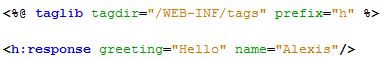 <%@ taglib tagdir="/WEB-INF/tags" prefix="h" %>
<h:response greeting="Hello" name="Alexis"/>